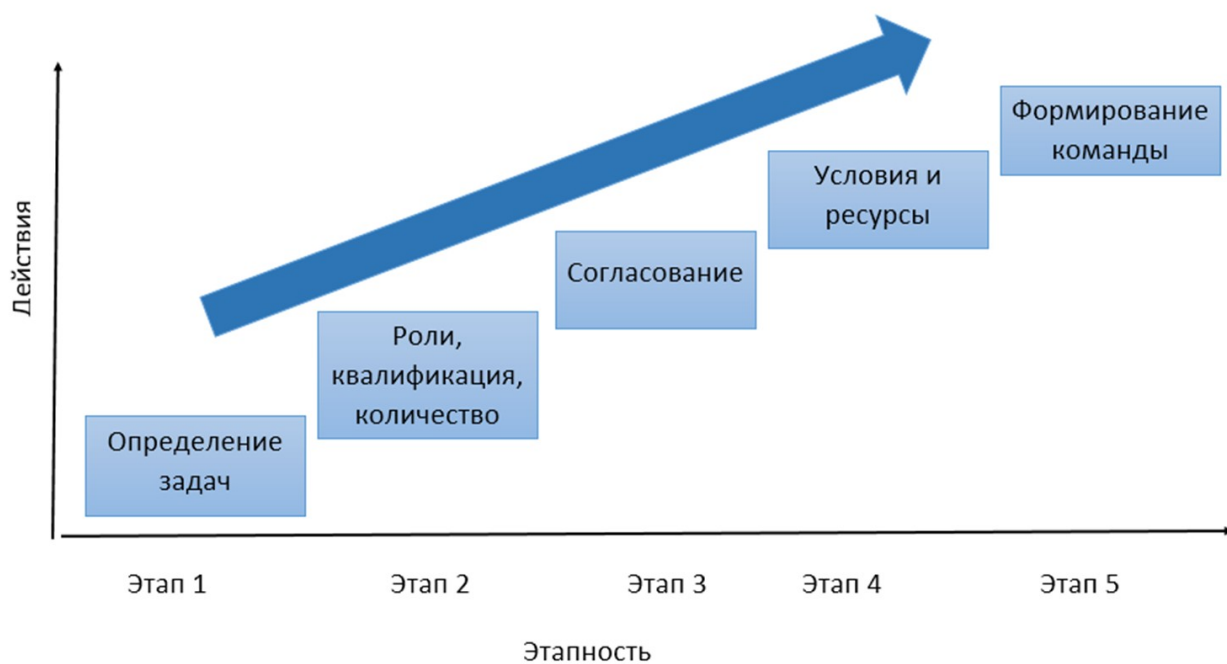 Формирование
команды
Условия и
ресурсы
Согласование
Роли,
квалификация,
количество
Определение
задач
Действия
Этап 1
Этап 2
Этап 3
Этап 4
Этап 5
Этапность